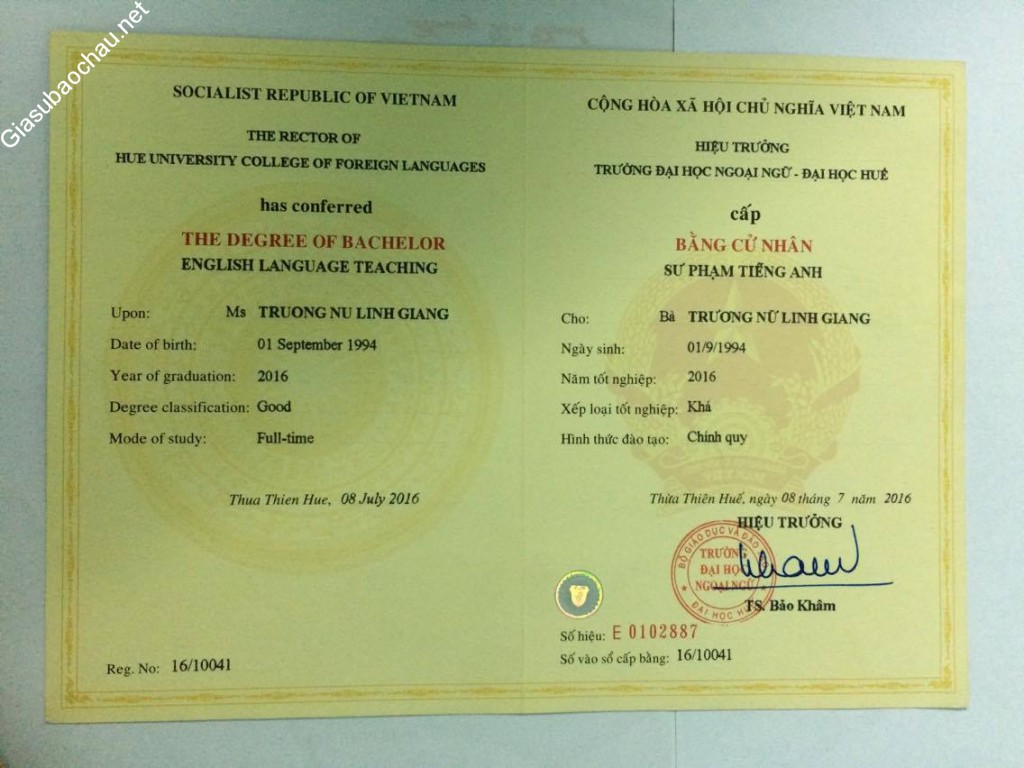 Giasubaochau.net
SOCIALIST REPUBLIC OF VIETNAM
THE RECTOR OF
HUE UNIVERSITY COLLEGE OF FOREIGN LANGUAGES
has conferred
THE DEGREE OF BACHELOR
ENGLISH LANGUAGE TEACHING
Upon: Ms TRUONG NU LINH GIANG
Date of birth: 01 September 1994
Year of graduation: 2016
Degree classification: Good
Mode of study: Full-time
Thua Thien Hue, 08 July 2016
Reg. No: 16/10041
CỘNG HÒA XÃ HỘI CHỦ NGHĨA VIỆT NAM
HIỆU TRƯỞNG
TRƯỜNG ĐẠI HỌC NGOẠI NGỮ - ĐẠI HỌC HUẾ
cấp
BẰNG CỬ NHÂN
SƯ PHẠM TIẾNG ANH
Cho: Bà TRƯƠNG NỮ LINH GIANG
Ngày sinh: 01/9/1994
Năm tốt nghiệp: 2016
Xếp loại tốt nghiệp: Khá
Hình thức đào tạo: Chính quy
Thừa Thiên Huế, ngày 08 tháng 7 năm 2016
HIỆU TRƯỞNG
BỘ GIÁO DỤC VÀ ĐÀO
TRƯỜNG
ĐẠI HỌC
NGOẠI NGỮ
ĐẠI HỌC
TS. Bảo Khâm
Số hiệu: E 0102887
Số vào sổ cấp bằng: 16/10041